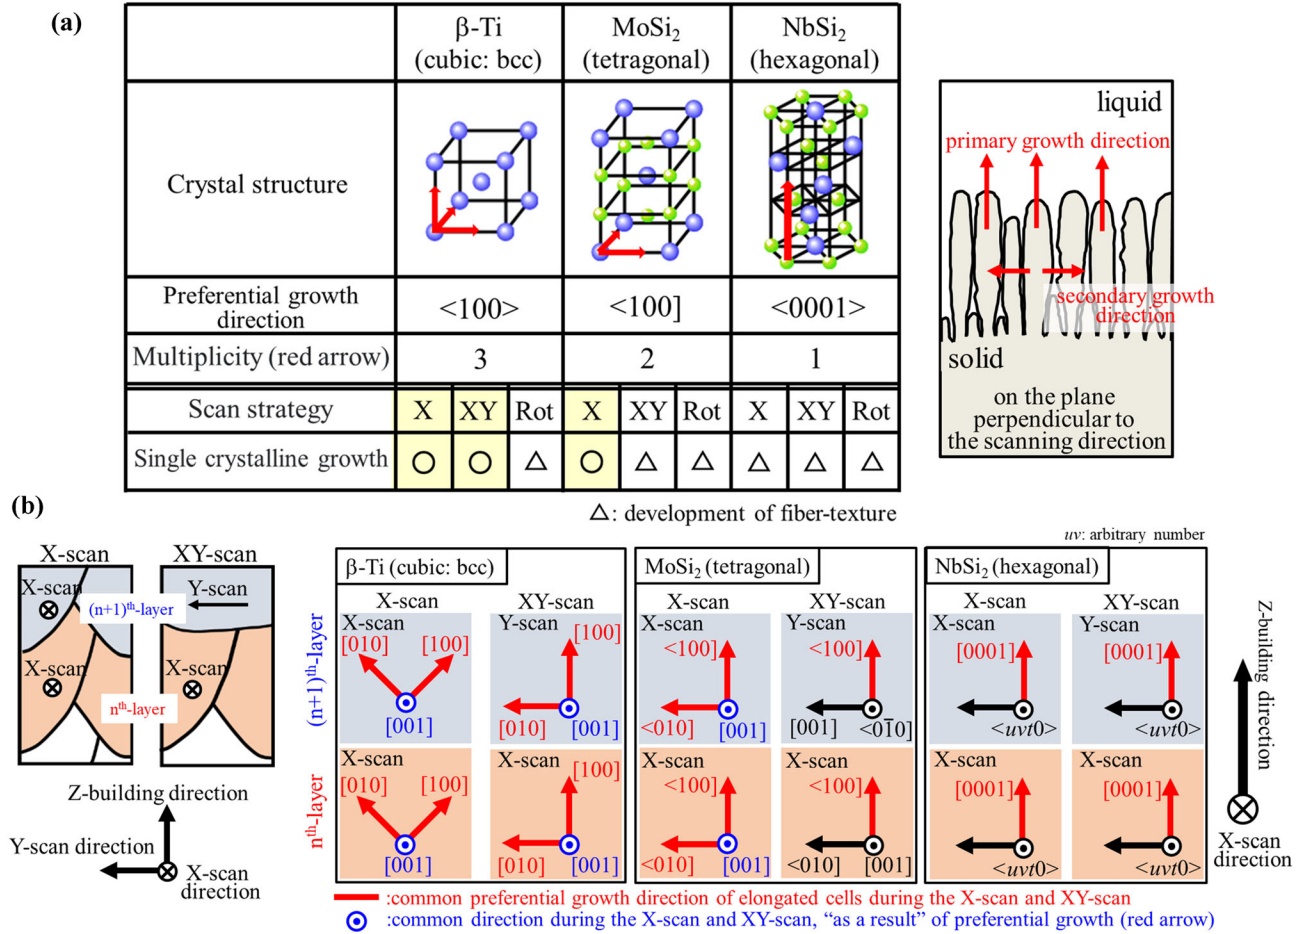 (a)
β-Ti
(cubic: bcc)
MoSi2
(tetragonal)
NbSi2
(hexagonal)
Crystal structure
Preferential growth
direction
<100>
<100]
<0001>
Multiplicity (red arrow)
3
2
1
Scan strategy
X
XY
Rot
X
XY
Rot
X
XY
Rot
Single crystalline growth
○
○
△
○
△
△
△
△
△
△: development of fiber-texture
liquid
primary growth direction
secondary growth
direction
solid
on the plane
perpendicular to
the scanning direction
(b)
X-scan
XY-scan
X-scan
Y-scan
(n+1)th-layer
X-scan
X-scan
nth-layer
Z-building direction
Y-scan direction
X-scan
direction
uv: arbitrary number
β-Ti (cubic: bcc)
MoSi2 (tetragonal)
NbSi2 (hexagonal)
X-scan
XY-scan
X-scan
XY-scan
X-scan
XY-scan
(n+1)th-layer
X-scan
[010]
[100]
[001]
Y-scan
[100]
[010]
[001]
X-scan
<100]
<010]
[001]
Y-scan
<100]
[001]
<01̄0]
X-scan
[0001]
<uvt0>
Y-scan
[0001]
<uvt0>
nth-layer
X-scan
[010]
[100]
[001]
X-scan
[100]
[010]
[001]
X-scan
<100]
<010]
[001]
X-scan
<100]
<010]
[001]
X-scan
[0001]
<uvt0>
X-scan
[0001]
<uvt0>
Z-building direction
X-scan
direction
:common preferential growth direction of elongated cells during the X-scan and XY-scan
:common direction during the X-scan and XY-scan, “as a result” of preferential growth (red arrow)